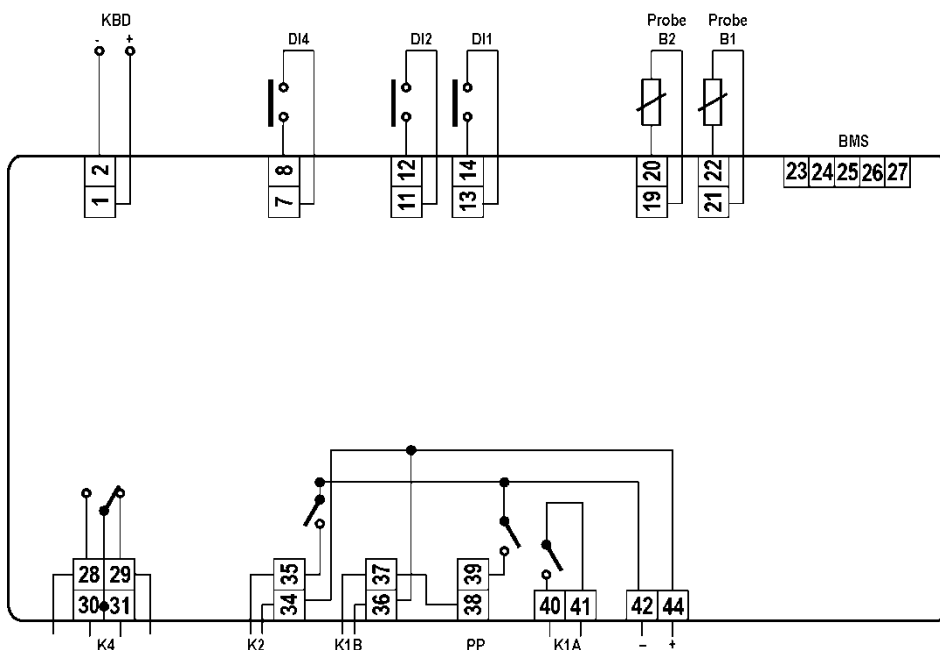 KBD
DI4
DI2
DI1
Probe
B2
Probe
B1
- +
BMS
2
1
8
7
12
11
14
13
20
19
22
21
23 24 25 26 27
28 29
30 31
35
34
37
36
39
38
40 41
42 44
K4
K2
K1B
PP
K1A
- +